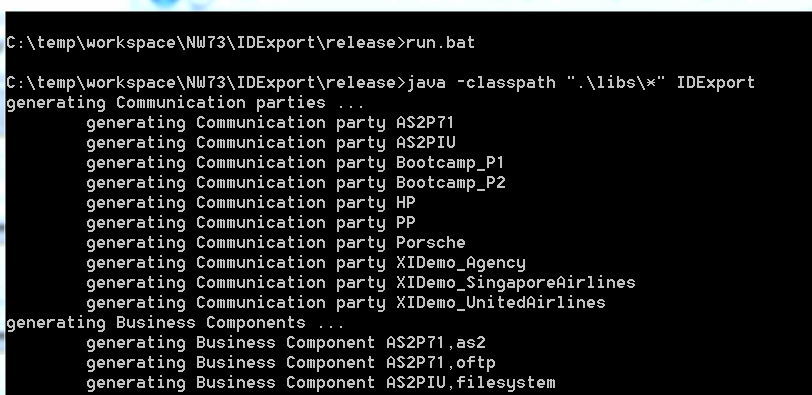 C:\temp\workspace\NW73\IDExport\release>run.bat
C:\temp\workspace\NW73\IDExport\release>java -classpath ".\libs\*" IDExport
generating Communication parties ...
generating Communication party AS2P71
generating Communication party AS2PIU
generating Communication party Bootcamp_P1
generating Communication party Bootcamp_P2
generating Communication party HP
generating Communication party PP
generating Communication party Porsche
generating Communication party XIDemo_Agency
generating Communication party XIDemo_SingaporeAirlines
generating Communication party XIDemo_UnitedAirlines
generating Business Components ...
generating Business Component AS2P71,as2
generating Business Component AS2P71,oftp
generating Business Component AS2PIU,filesystem